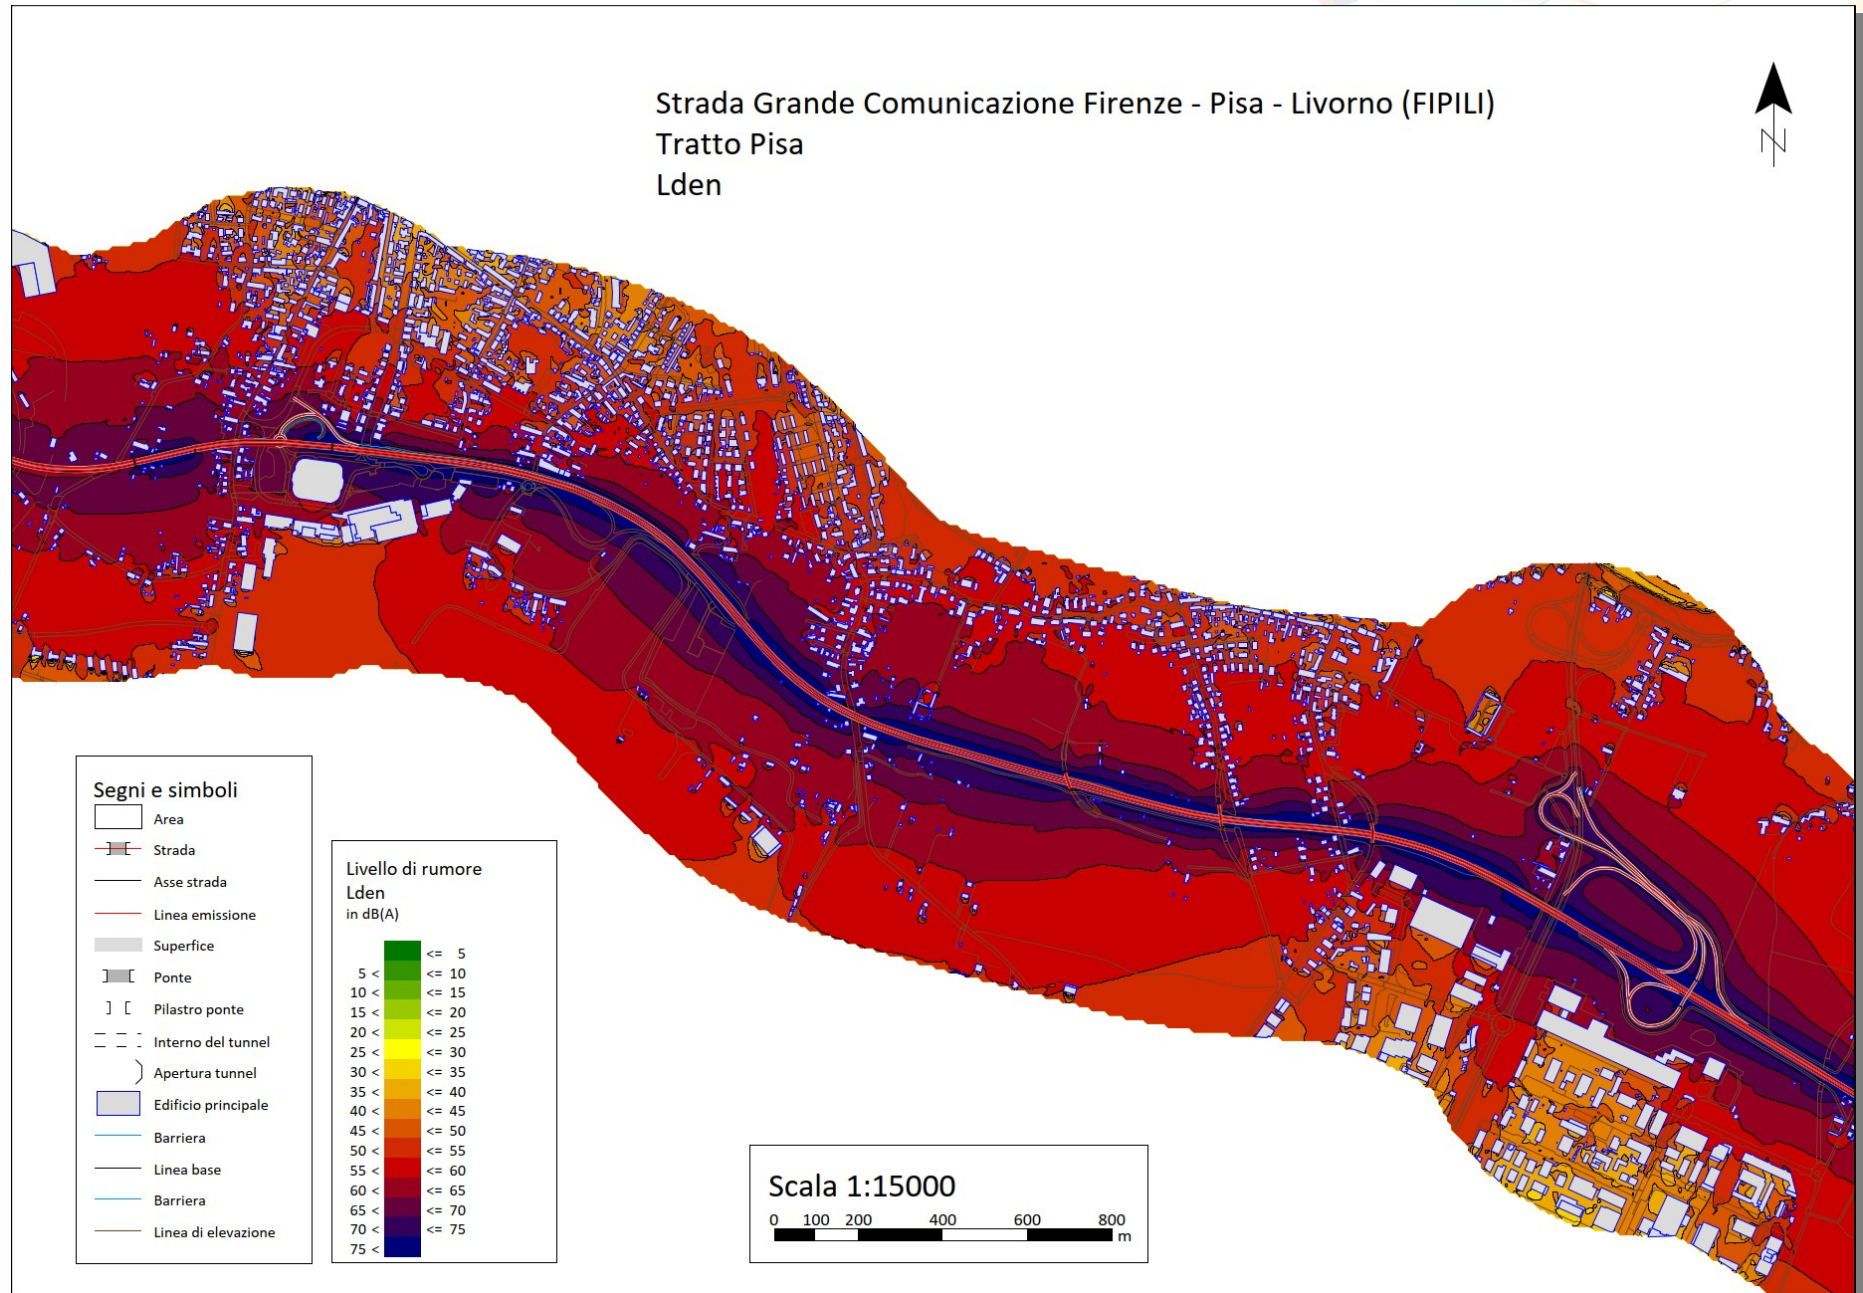 Strada Grande Comunicazione Firenze - Pisa - Livorno (FIPILI)
Tratto Pisa
Lden
N
Segni e simboli
Area
Strada
Asse strada
Linea emissione
Superfice
Ponte
Pilastro ponte
Interno del tunnel
Apertura tunnel
Edificio principale
Barriera
Linea base
Barriera
Linea di elevazione
Livello di rumore
Lden
in dB(A)
<= 5
5 < <= 10
10 < <= 15
15 < <= 20
20 < <= 25
25 < <= 30
30 < <= 35
35 < <= 40
40 < <= 45
45 < <= 50
50 < <= 55
55 < <= 60
60 < <= 65
65 < <= 70
70 < <= 75
75 <
Scala 1:15000
0 100 200 400 600 800
m